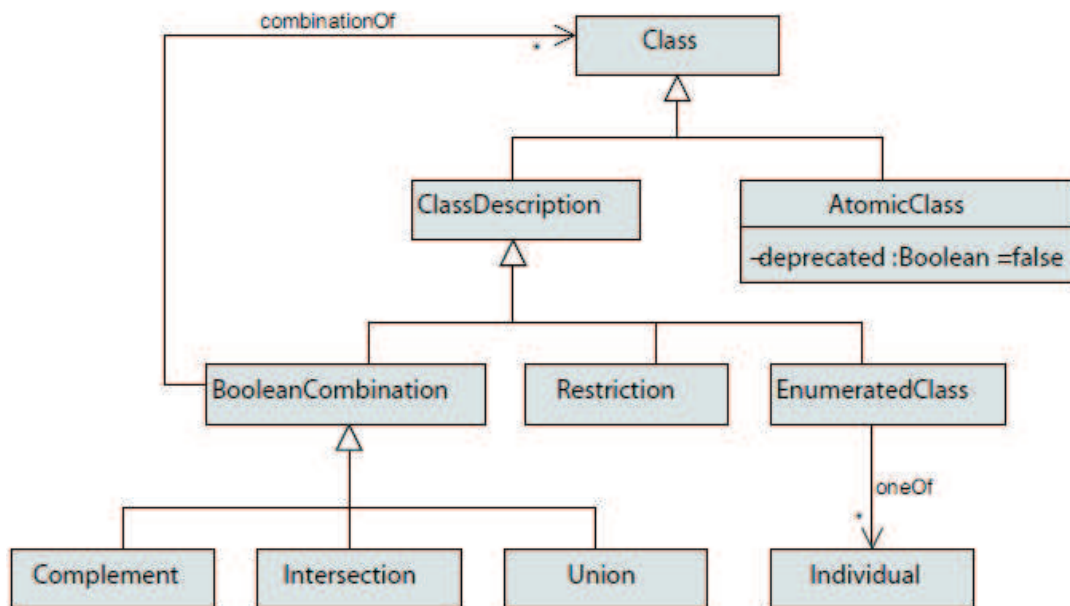 combinationOf
*
Class
ClassDescription
AtomicClass
-deprecated :Boolean =false
BooleanCombination
Restriction
EnumeratedClass
oneOf
*
Complement
Intersection
Union
Individual